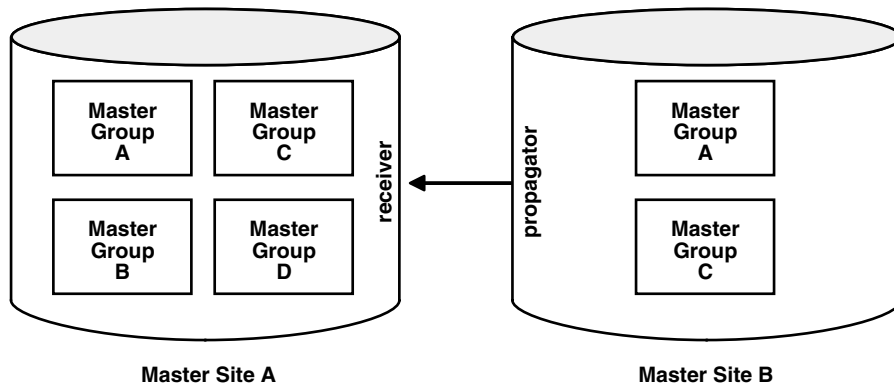 Master
Group
A
Master
Group
C
Master
Group
B
Master
Group
D
receiver
propagator
Master
Group
A
Master
Group
C
Master Site A
Master Site B